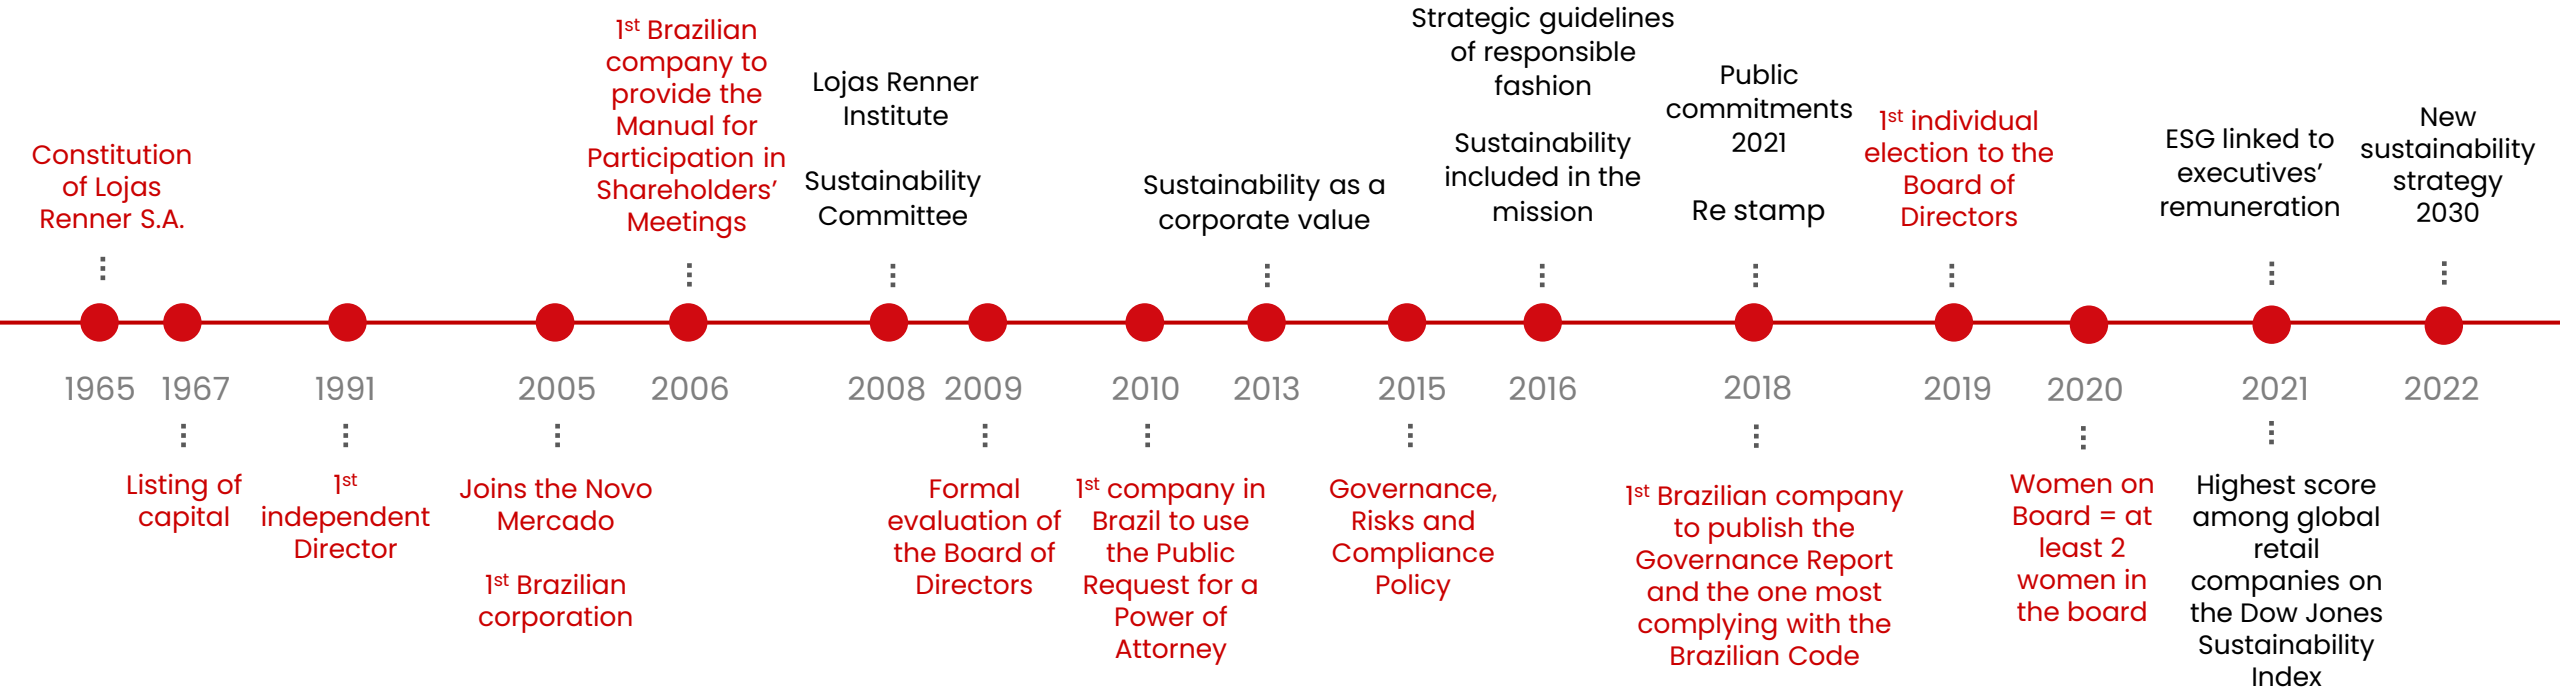 Constitution
of Lojas
Renner S.A.
1st Brazilian
company to
provide the
Manual for
Participation in
Shareholders’
Meetings
Lojas Renner
Institute
Sustainability
Committee
Sustainability as a
corporate value
Strategic guidelines
of responsible
fashion
Sustainability
included in the
mission
Public
commitments
2021
Re stamp
1st individual
election to the
Board of
Directors
ESG linked to
executives’
remuneration
New
sustainability
strategy
2030
1965 1967 1991 2005 2006 2008 2009 2010 2013 2015 2016 2018 2019 2020 2021 2022
Listing of
capital
1st
independent
Director
Joins the Novo
Mercado
1st Brazilian
corporation
Formal
evaluation of
the Board of
Directors
1st company in
Brazil to use
the Public
Request for a
Power of
Attorney
Governance,
Risks and
Compliance
Policy
1st Brazilian company
to publish the
Governance Report
and the one most
complying with the
Brazilian Code
Women on
Board = at
least 2
women in
the board
Highest score
among global
retail
companies on
the Dow Jones
Sustainability
Index